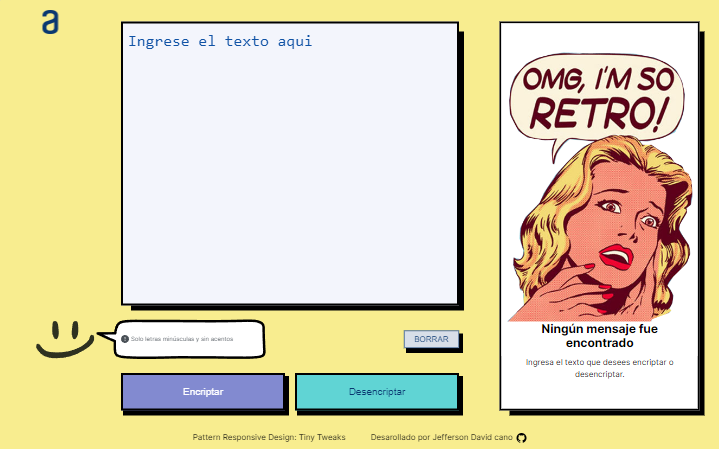 a
Ingrese el texto aqui
OMG, I'M SO
RETRO!
Ningún mensaje fue
encontrado
Ingresa el texto que desees encriptar o
desencriptar.
Solo letras minúsculas y sin acentos
BORRAR
Encriptar
Desencriptar
Pattern Responsive Design: Tiny Tweaks
Desarollado por Jefferson David cano